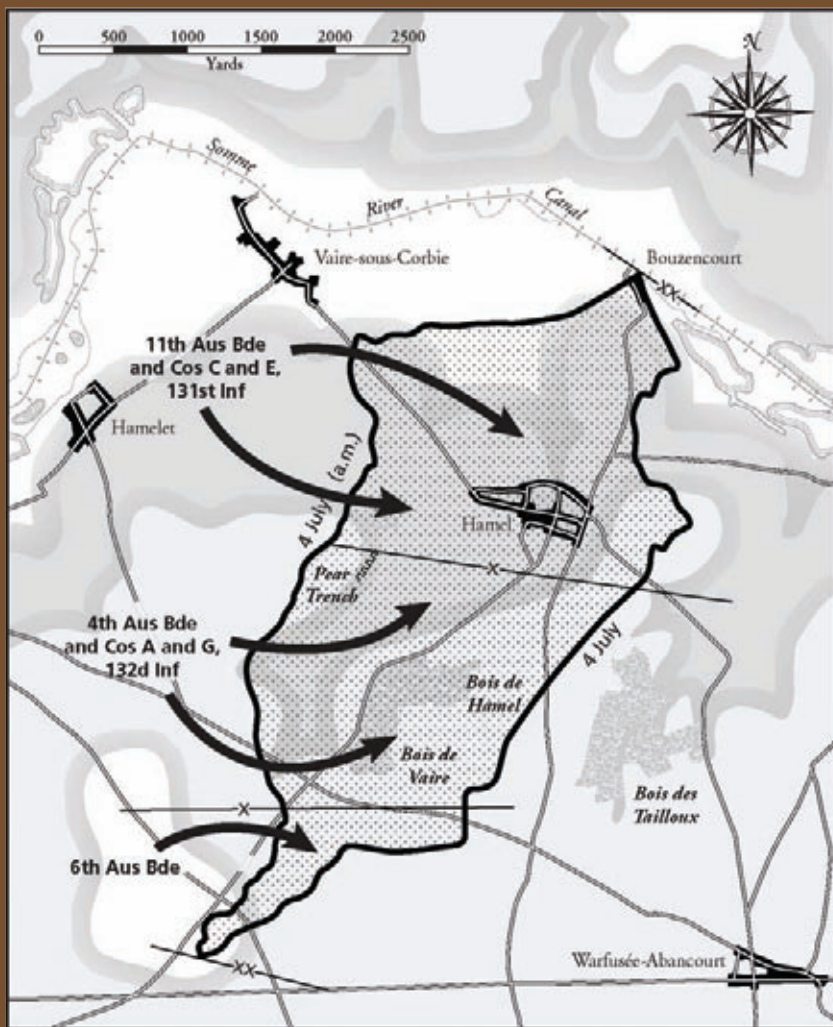 0 500 1000 1500 2000 2500
Yards
N
Somme
River
Canal
Vaire-sous-Corbie
Bouzencourt
XX
11th Aus Bde
and Cos C and E,
131st Inf
Hamelet
4 July (a.m.)
Hamel
Pear
Trench
X
4th Aus Bde
and Cos A and G,
132d Inf
4 July
Bois de
Hamel
Bois de
Vaire
Bois des
Tailloux
X
6th Aus Bde
XX
Warfusée-Abancourt